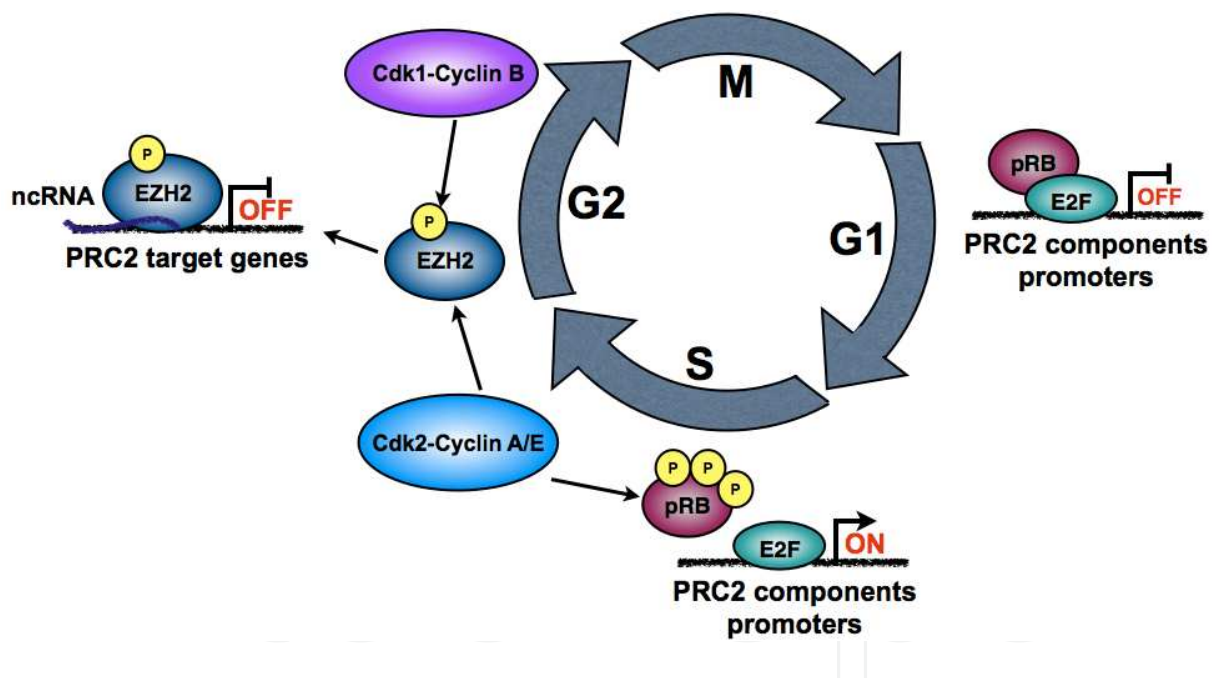 Cdk1-Cyclin B
M
P
ncRNA
EZH2
OFF
PRC2 target genes
P
EZH2
G2
G1
pRB
E2F
OFF
PRC2 components
promoters
S
Cdk2-Cyclin A/E
P
P
P
pRB
E2F
ON
PRC2 components
promoters